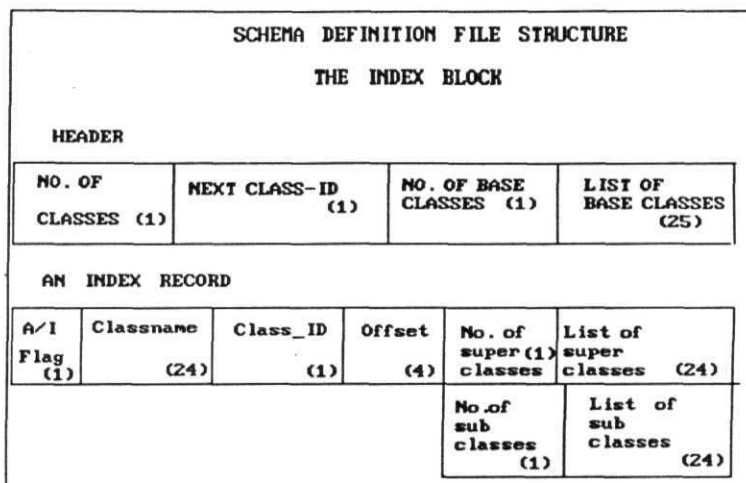 SCHEMA DEFINITION FILE STRUCTURE
THE INDEX BLOCK
HEADER
NO. OF
CLASSES (1)
NEXT CLASS-ID
(1)
NO. OF BASE
CLASSES (1)
LIST OF
BASE CLASSES
(25)
AN INDEX RECORD
A/I
Flag
(1)
Classname
(24)
Class_ID
(1)
Offset
(4)
No. of
super (1)
classes
List of
super
classes (24)
No.of
sub
classes
(1)
List of
sub
classes
(24)